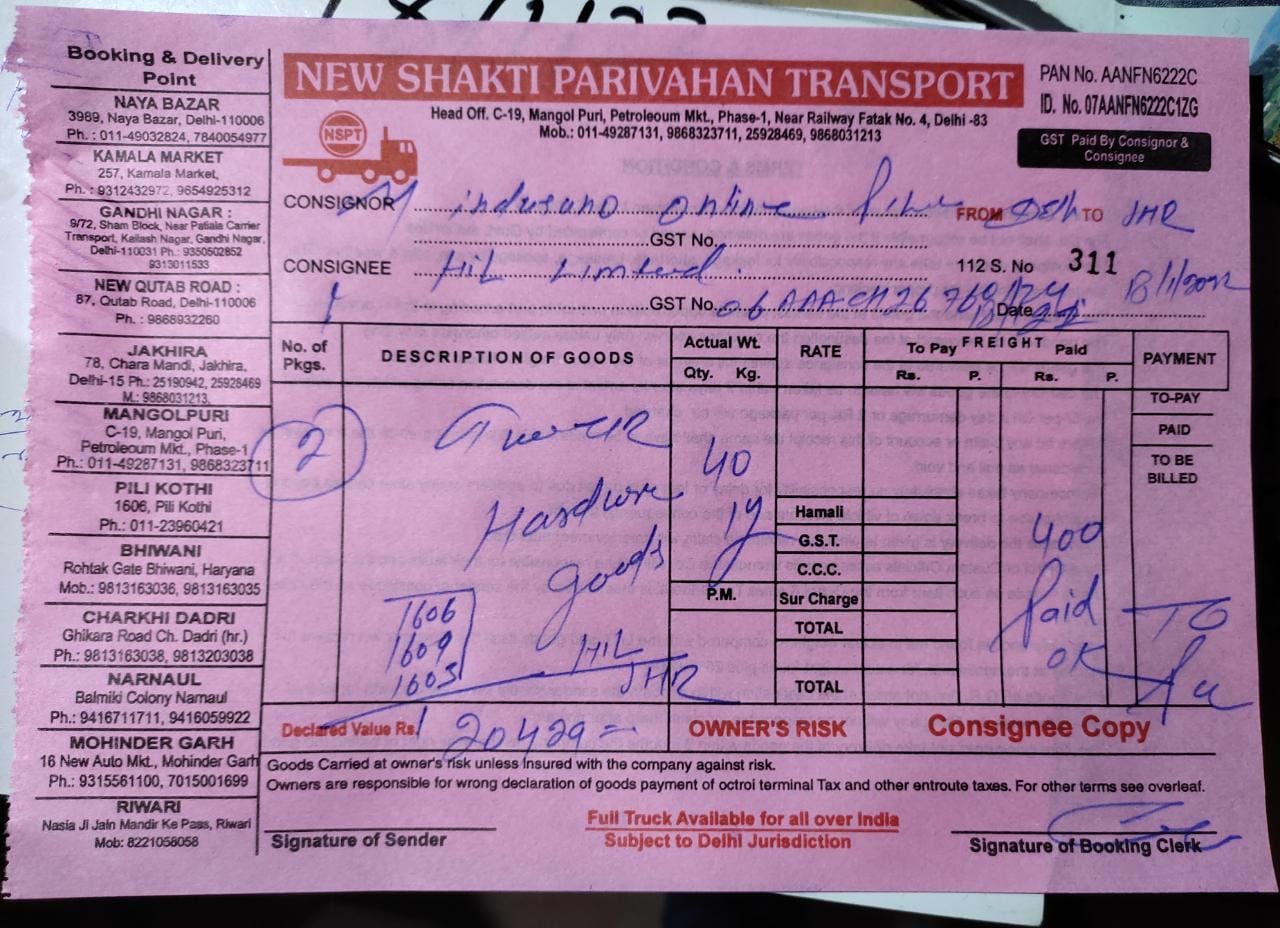 Booking & Delivery
Point
NAYA BAZAR
3989, Naya Bazar, Delhi-110006
Ph. : 011-49032824, 7840054977
KAMALA MARKET
257, Kamala Market,
Ph. : 9312432972, 9654925312
GANDHI NAGAR :
9/72, Sham Block, Near Patiala Carrier
Transport, Kailash Nagar, Gandhi Nagar,
Delhi-110031 Ph.: 9350502852
9313011533
NEW QUTAB ROAD :
87, Qutab Road, Delhi-110006
Ph. : 9868932260
JAKHIRA
78, Chara Mandi, Jakhira,
Delhi-15 Ph.: 25190942, 25928469
M.: 9868031213,
MANGOLPURI
C-19, Mangol Puri,
Petroleoum Mkt., Phase-1
Ph.: 011-49287131, 9868323711
PILI KOTHI
1606, Pili Kothi
Ph.: 011-23960421
BHIWANI
Rohtak Gate Bhiwani, Haryana
Mob.: 9813163036, 9813163035
CHARKHI DADRI
Ghikara Road Ch. Dadri (hr.)
Ph.: 9813163038, 9813203038
NARNAUL
Balmiki Colony Narnaul
Ph.: 9416711711, 9416059922
MOHINDER GARH
16 New Auto Mkt., Mohinder Garh
Ph.: 9315561100, 7015001699
RIWARI
Nasia Ji Jain Mandir Ke Pass, Riwari
Mob: 8221058058
NEW SHAKTI PARIVAHAN TRANSPORT
PAN No. AANFN6222C
ID. No. 07AANFN6222C1ZG
GST Paid By Consignor &
Consignee
NSPT
Head Off. C-19, Mangol Puri, Petroleoum Mkt., Phase-1, Near Railway Fatak No. 4, Delhi -83
Mob.: 011-49287131, 9868323711, 25928469, 9868031213
CONSIGNOR Online FROM Delh TO JHR
GST No.
CONSIGNEE HIL Limited. 112 S. No 311
GST No. Date
No. of Pkgs. DESCRIPTION OF GOODS Actual Wt. Qty. Kg. RATE FREIGHT To Pay Rs. P. Paid Rs. P. PAYMENT
TO-PAY
PAID
TO BE
BILLED
2
Hardwre
goods
40
Hamali
G.S.T.
C.C.C.
P.M. Sur Charge
TOTAL
TOTAL
400
Paid
OK
TO
1606
1609
1605
HIL
JHR
Declared Value Rs. 20429=
OWNER'S RISK
Consignee Copy
Goods Carried at owner's risk unless Insured with the company against risk.
Owners are responsible for wrong declaration of goods payment of octroi terminal Tax and other entroute taxes. For other terms see overleaf.
Signature of Sender
Full Truck Available for all over India
Subject to Delhi Jurisdiction
Signature of Booking Clerk